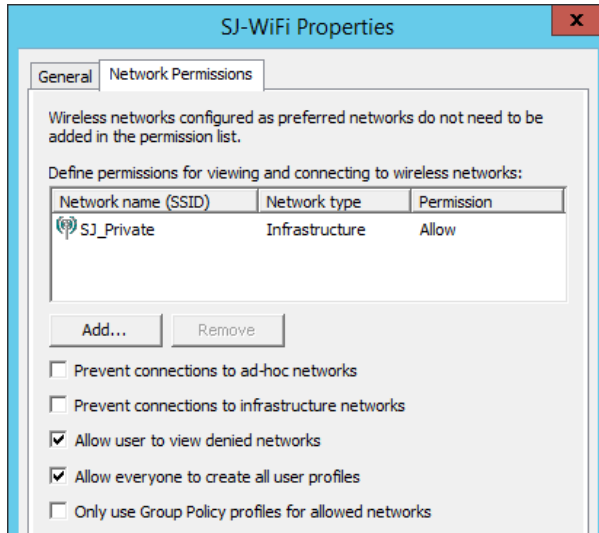 SJ-WiFi Properties
x
General
Network Permissions
Wireless networks configured as preferred networks do not need to be
added in the permission list.
Define permissions for viewing and connecting to wireless networks:
Network name (SSID) Network type Permission
SJ_Private Infrastructure Allow
Add... Remove
Prevent connections to ad-hoc networks
Prevent connections to infrastructure networks
Allow user to view denied networks
Allow everyone to create all user profiles
Only use Group Policy profiles for allowed networks